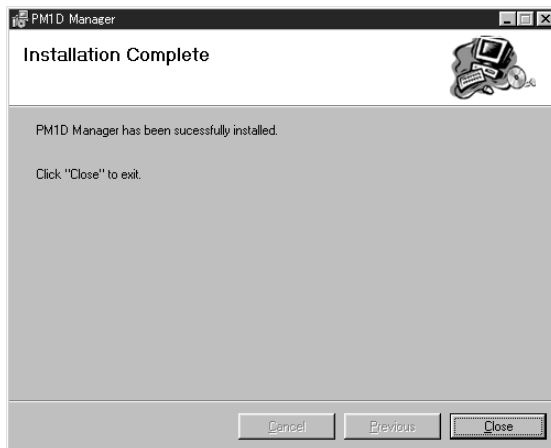 PM1D Manager
Installation Complete
PM1D Manager has been sucessfully installed.
Click "Close" to exit.
Cancel
Previous
Close